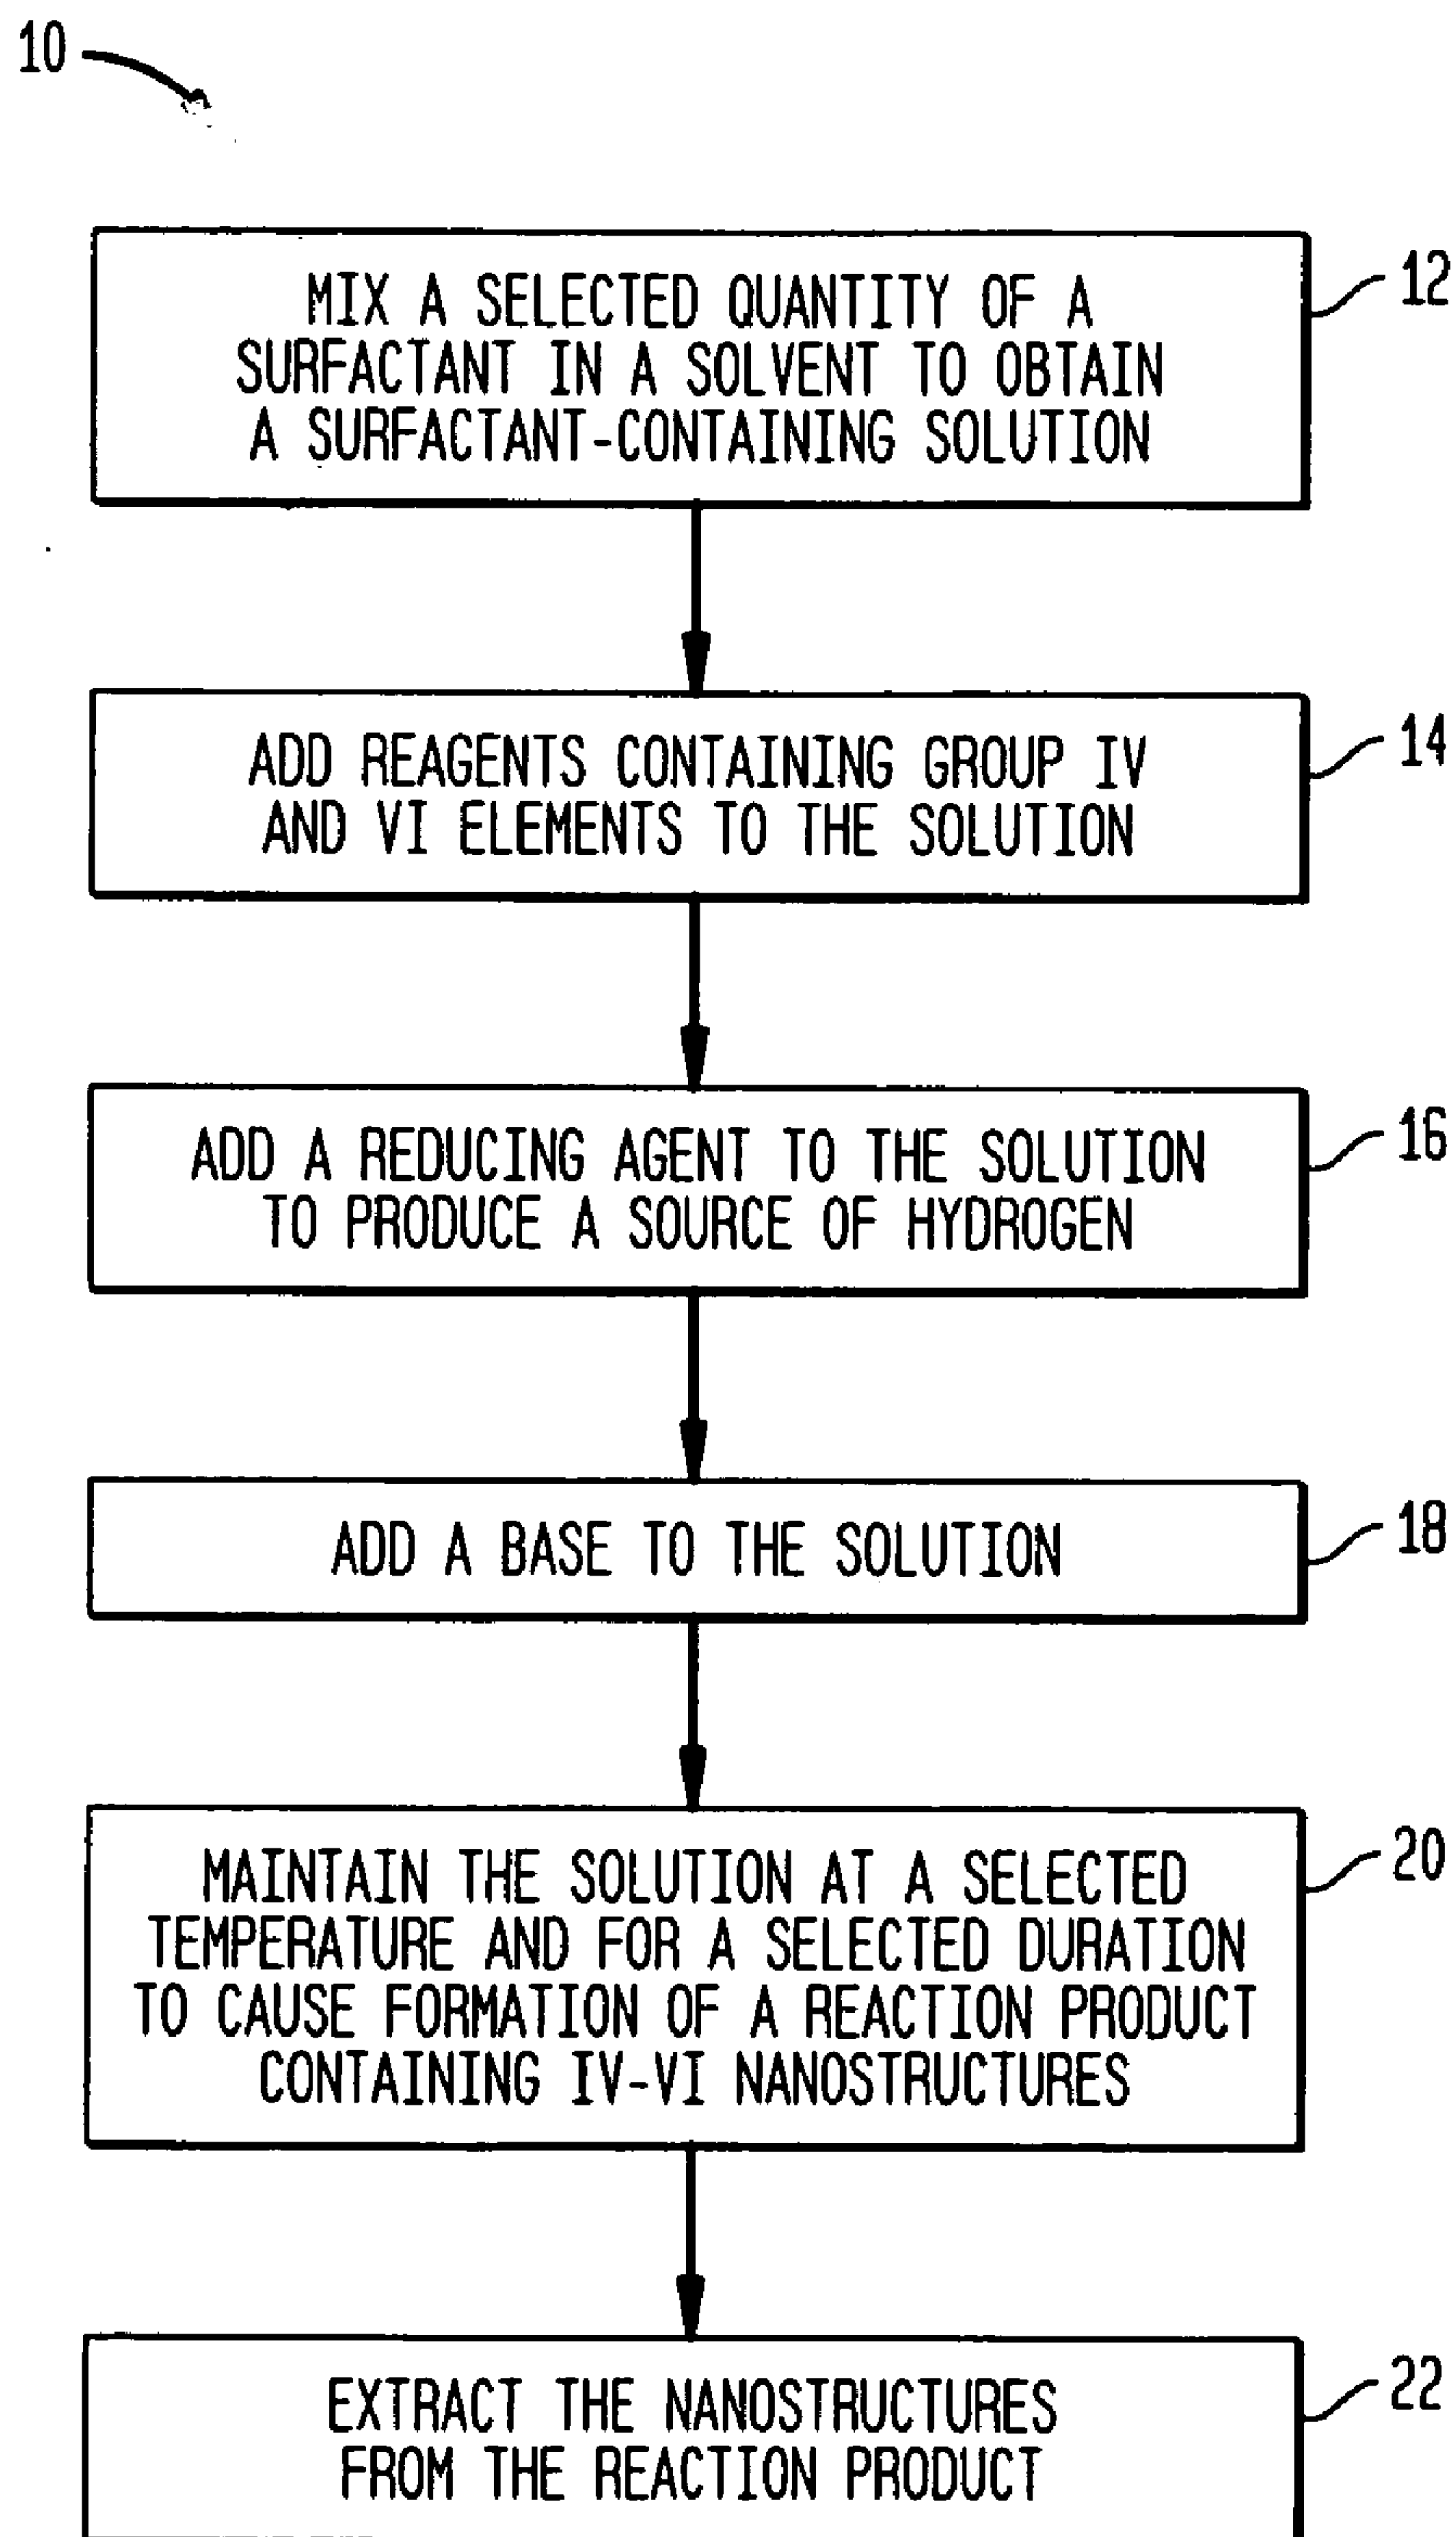 10
MIX A SELECTED QUANTITY OF A
SURFACTANT IN A SOLVENT TO OBTAIN
A SURFACTANT-CONTAINING SOLUTION
12
ADD REAGENTS CONTAINING GROUP IV
AND VI ELEMENTS TO THE SOLUTION
14
ADD A REDUCING AGENT TO THE SOLUTION
TO PRODUCE A SOURCE OF HYDROGEN
16
ADD A BASE TO THE SOLUTION
18
MAINTAIN THE SOLUTION AT A SELECTED
TEMPERATURE AND FOR A SELECTED DURATION
TO CAUSE FORMATION OF A REACTION PRODUCT
CONTAINING IV-VI NANOSTRUCTURES
20
EXTRACT THE NANOSTRUCTURES
FROM THE REACTION PRODUCT
22